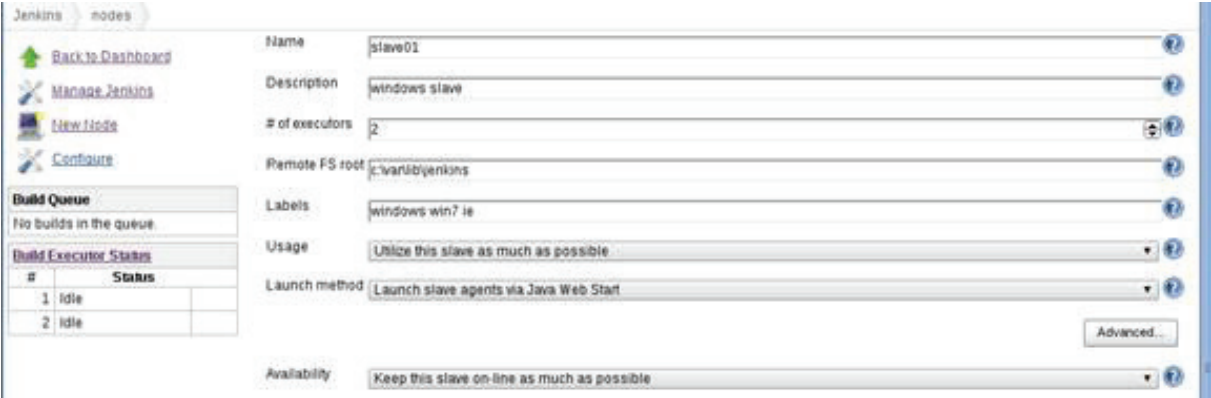 Jenkins nodes
Back to Dashboard
Manage Jenkins
New Node
Configure
Build Queue
No builds in the queue.
Build Executor Status
# Status
1 Idle
2 Idle
Name slave01
Description windows slave
# of executors 2
Remote FS root c:\var\lib\jenkins
Labels windows win7 ie
Usage Utilize this slave as much as possible
Launch method Launch slave agents via Java Web Start
Advanced...
Availability Keep this slave on-line as much as possible